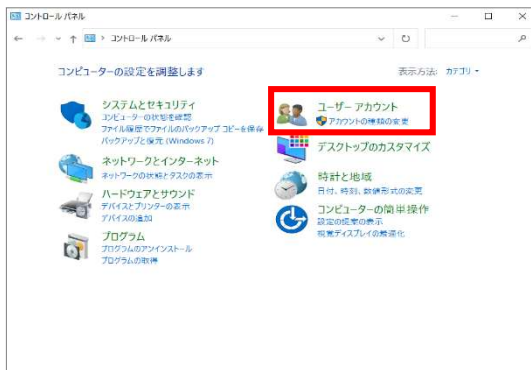 コントロール パネル
コントロール パネル
コンピューターの設定を調整します
表示方法: カテゴリ
システムとセキュリティ
コンピューターの状態を確認
ファイル履歴でファイルのバックアップ コピーを保存
バックアップと復元 (Windows 7)
ネットワークとインターネット
ネットワークの状態とタスクの表示
ハードウェアとサウンド
デバイスとプリンターの表示
デバイスの追加
プログラム
プログラムのアンインストール
プログラムの取得
ユーザー アカウント
アカウントの種類の変更
デスクトップのカスタマイズ
時計と地域
日付、時刻、数値形式の変更
コンピューターの簡単操作
設定の提案の表示
視覚ディスプレイの最適化